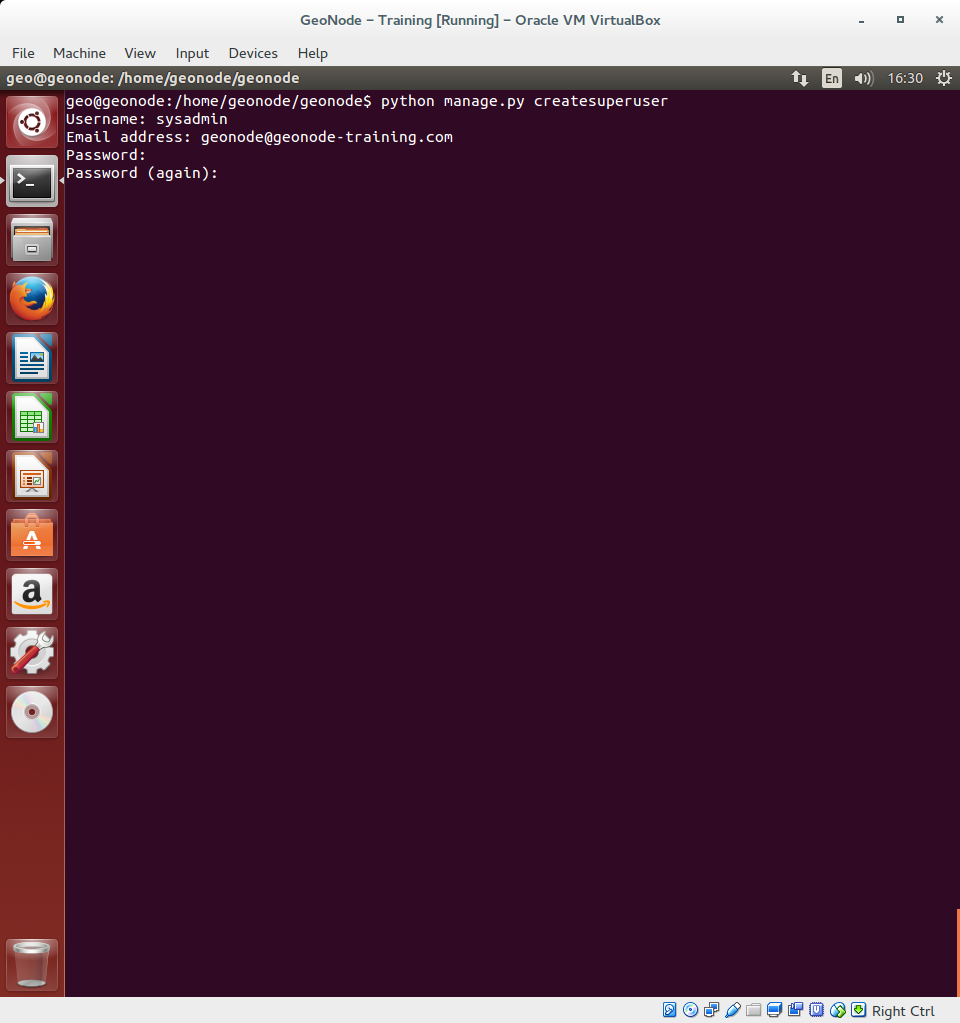 GeoNode – Training [Running] – Oracle VM VirtualBox
File Machine View Input Devices Help
geo@geonode: /home/geonode/geonode En 16:30
geo@geonode:/home/geonode/geonode$ python manage.py createsuperuser
Username: sysadmin
Email address: geonode@geonode-training.com
Password:
Password (again):
Right Ctrl